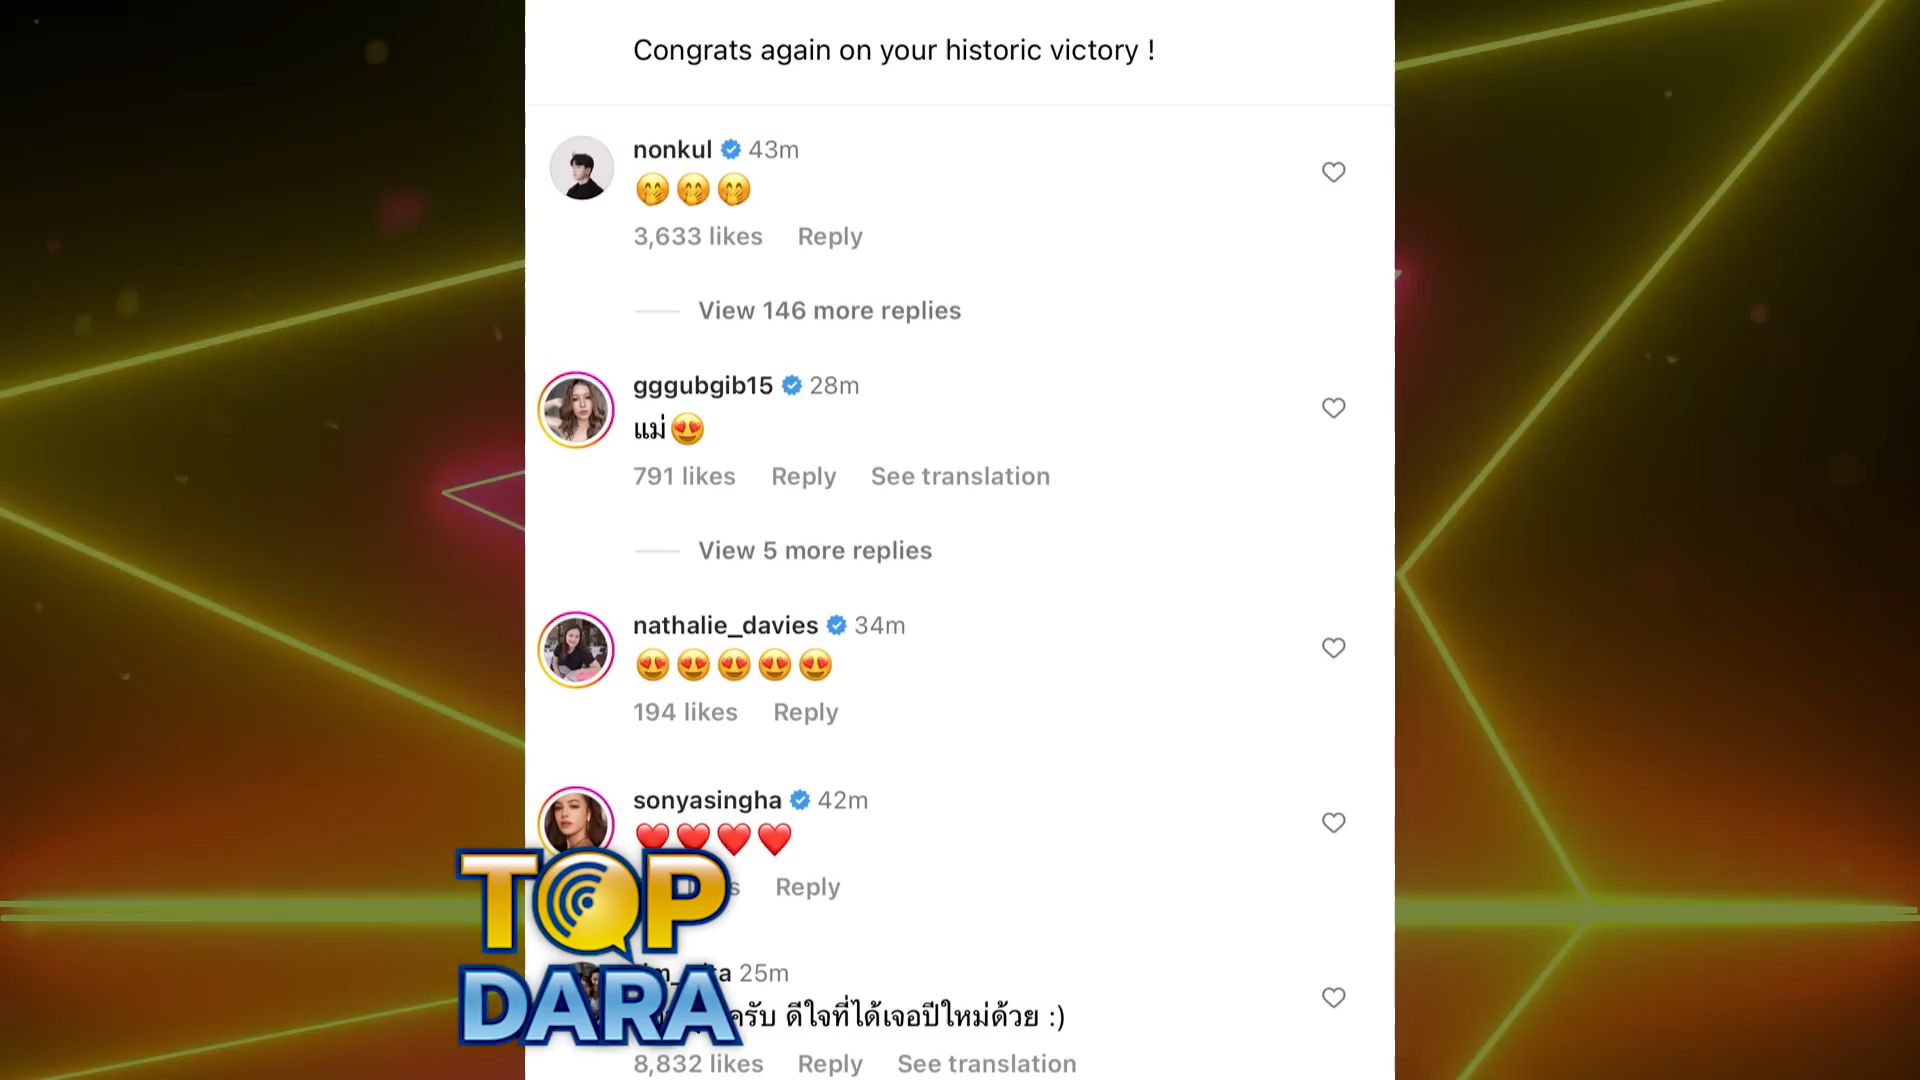 Congrats again on your historic victory !
nonkul 43m
🤭🤭🤭
3,633 likes Reply
View 146 more replies
gggubgib15 28m
แม่😍
791 likes Reply See translation
View 5 more replies
nathalie_davies 34m
😍😍😍😍😍
194 likes Reply
sonyasingha 42m
❤️❤️❤️❤️
Reply
25m
ครับ ดีใจที่ได้เจอปีใหม่ด้วย :)
8,832 likes Reply See translation
TOP
DARA